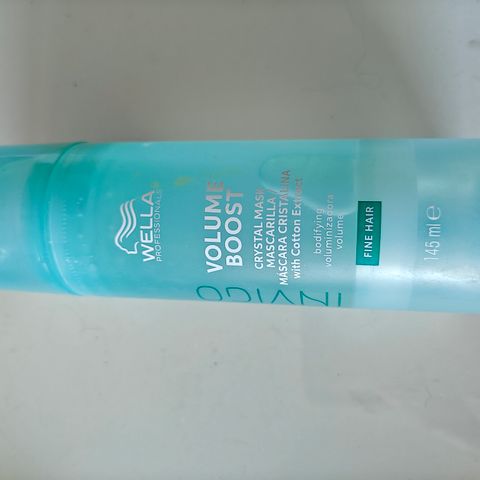 WELLA
PROFESSIONALS
VOLUME
BOOST
CRYSTAL MASK
MASCARILLA
MÁSCARA CRISTALINA
with Cotton Extract
bodifying
voluminizadora
volume
FINE HAIR
145 ml e
INVIGO